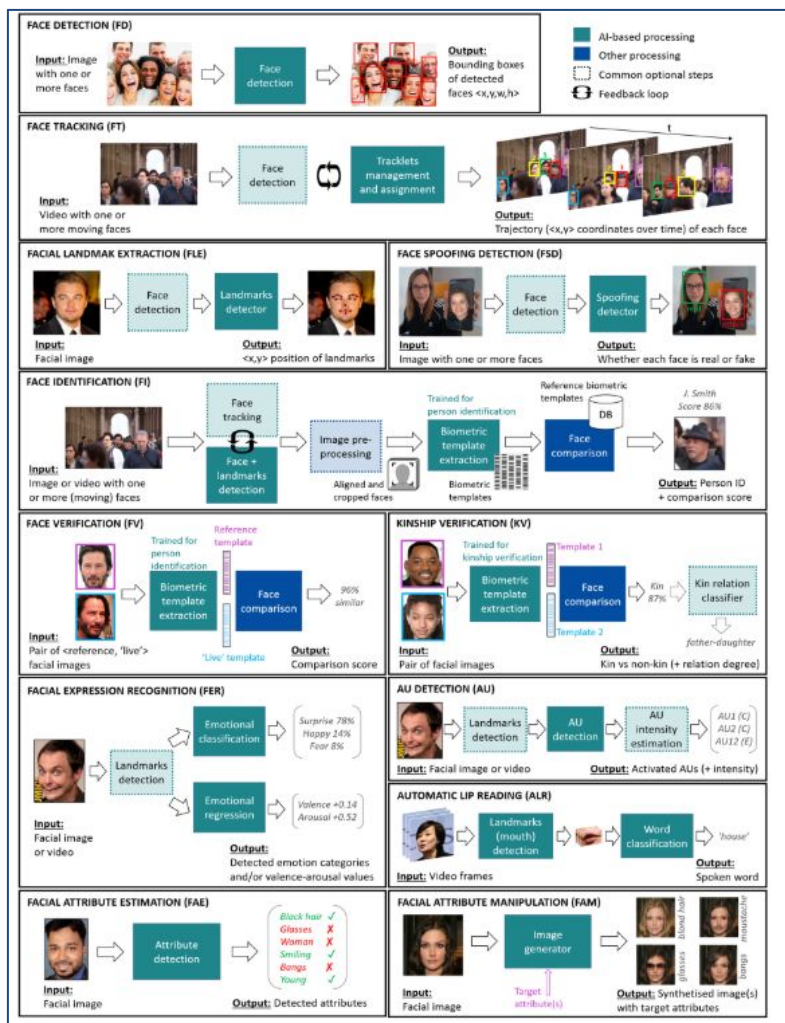 FACE DETECTION (FD)
Input: Image
with one or
more faces
Face
detection
Output:
Bounding boxes
of detected
faces <x,y,w,h>
AI-based processing
Other processing
Common optional steps
Feedback loop
FACE TRACKING (FT)
Input:
Video with one or
more moving faces
Face
detection
Tracklets
management
and assignment
t
Output:
Trajectory (<x,y> coordinates over time) of each face
FACIAL LANDMAK EXTRACTION (FLE)
Input:
Facial image
Face
detection
Landmarks
detector
Output:
<x,y> position of landmarks
FACE SPOOFING DETECTION (FSD)
Input:
Image with one or more faces
Face
detection
Spoofing
detector
Output:
Whether each face is real or fake
FACE IDENTIFICATION (FI)
Input:
Image or video with one
or more (moving) faces
Face
tracking
Face +
landmarks
detection
Image pre-
processing
Aligned and
cropped faces
Trained for
person identification
Biometric
template
extraction
Biometric
templates
Reference biometric
templates
DB
Face
comparison
J. Smith
Score 86%
Output: Person ID
+ comparison score
FACE VERIFICATION (FV)
Input:
Pair of <reference, 'live'>
facial images
Trained for
person
identification
Biometric
template
extraction
Reference
template
'Live' template
Face
comparison
96%
similar
Output:
Comparison score
KINSHIP VERIFICATION (KV)
Input:
Pair of facial images
Trained for
kinship verification
Biometric
template
extraction
Template 1
Template 2
Face
comparison
Kin
87%
Kin relation
classifier
father-daughter
Output:
Kin vs non-kin (+ relation degree)
FACIAL EXPRESSION RECOGNITION (FER)
Input:
Facial image
or video
Landmarks
detection
Emotional
classification
Surprise 78%
Happy 14%
Fear 8%
Emotional
regression
Valence +0.14
Arousal +0.52
Output:
Detected emotion categories
and/or valence-arousal values
AU DETECTION (AU)
Landmarks
detection
AU
detection
AU
intensity
estimation
AU1 (C)
AU2 (C)
AU12 (E)
Input: Facial image or video
Output: Activated AUs (+ intensity)
AUTOMATIC LIP READING (ALR)
Landmarks
(mouth)
detection
Word
classification
'house'
Input: Video frames
Output:
Spoken word
FACIAL ATTRIBUTE ESTIMATION (FAE)
Input:
Facial image
Attribute
detection
Black hair ✓
Glasses ✗
Woman ✗
Smiling ✓
Bangs ✗
Young ✓
Output: Detected attributes
FACIAL ATTRIBUTE MANIPULATION (FAM)
Input:
Facial image
Image
generator
Target
attribute(s)
blond hair
moustache
glasses
bangs
Output: Synthetised image(s)
with target attributes